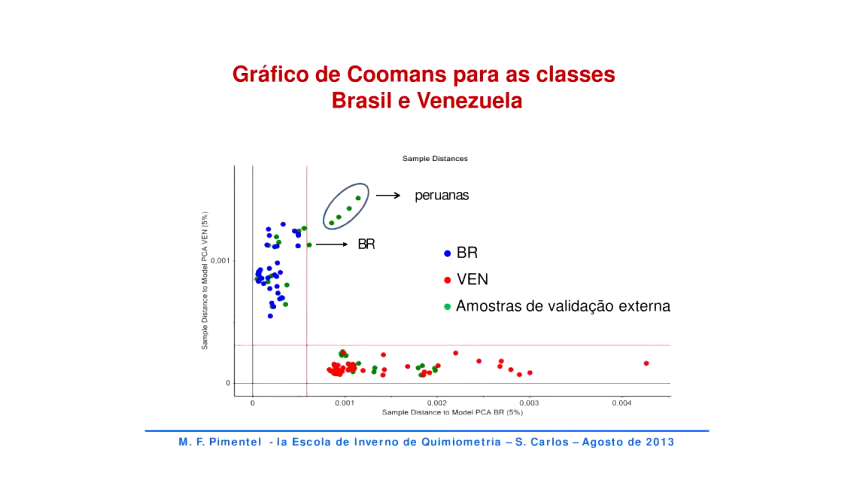 Gráfico de Coomans para as classes
Brasil e Venezuela
Sample Distances
peruanas
BR
BR
VEN
Amostras de validação externa
Sample Distance to Model PCA VEN (5%)
0,001
0
0
0.001
0.002
0.003
0.004
Sample Distance to Model PCA BR (5%)
M. F. Pimentel - Ia Escola de Inverno de Quimiometria – S. Carlos – Agosto de 2013